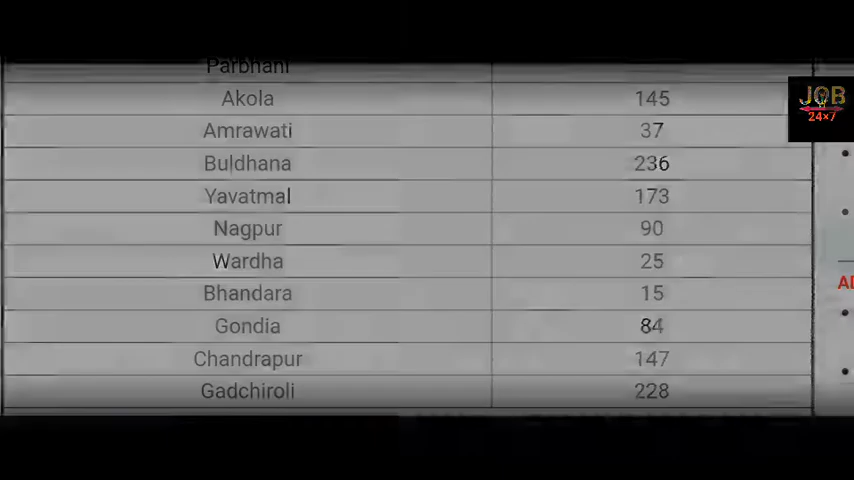 Parbhani
Akola 145
Amrawati 37
Buldhana 236
Yavatmal 173
Nagpur 90
Wardha 25
Bhandara 15
Gondia 84
Chandrapur 147
Gadchiroli 228
JOB
24×7